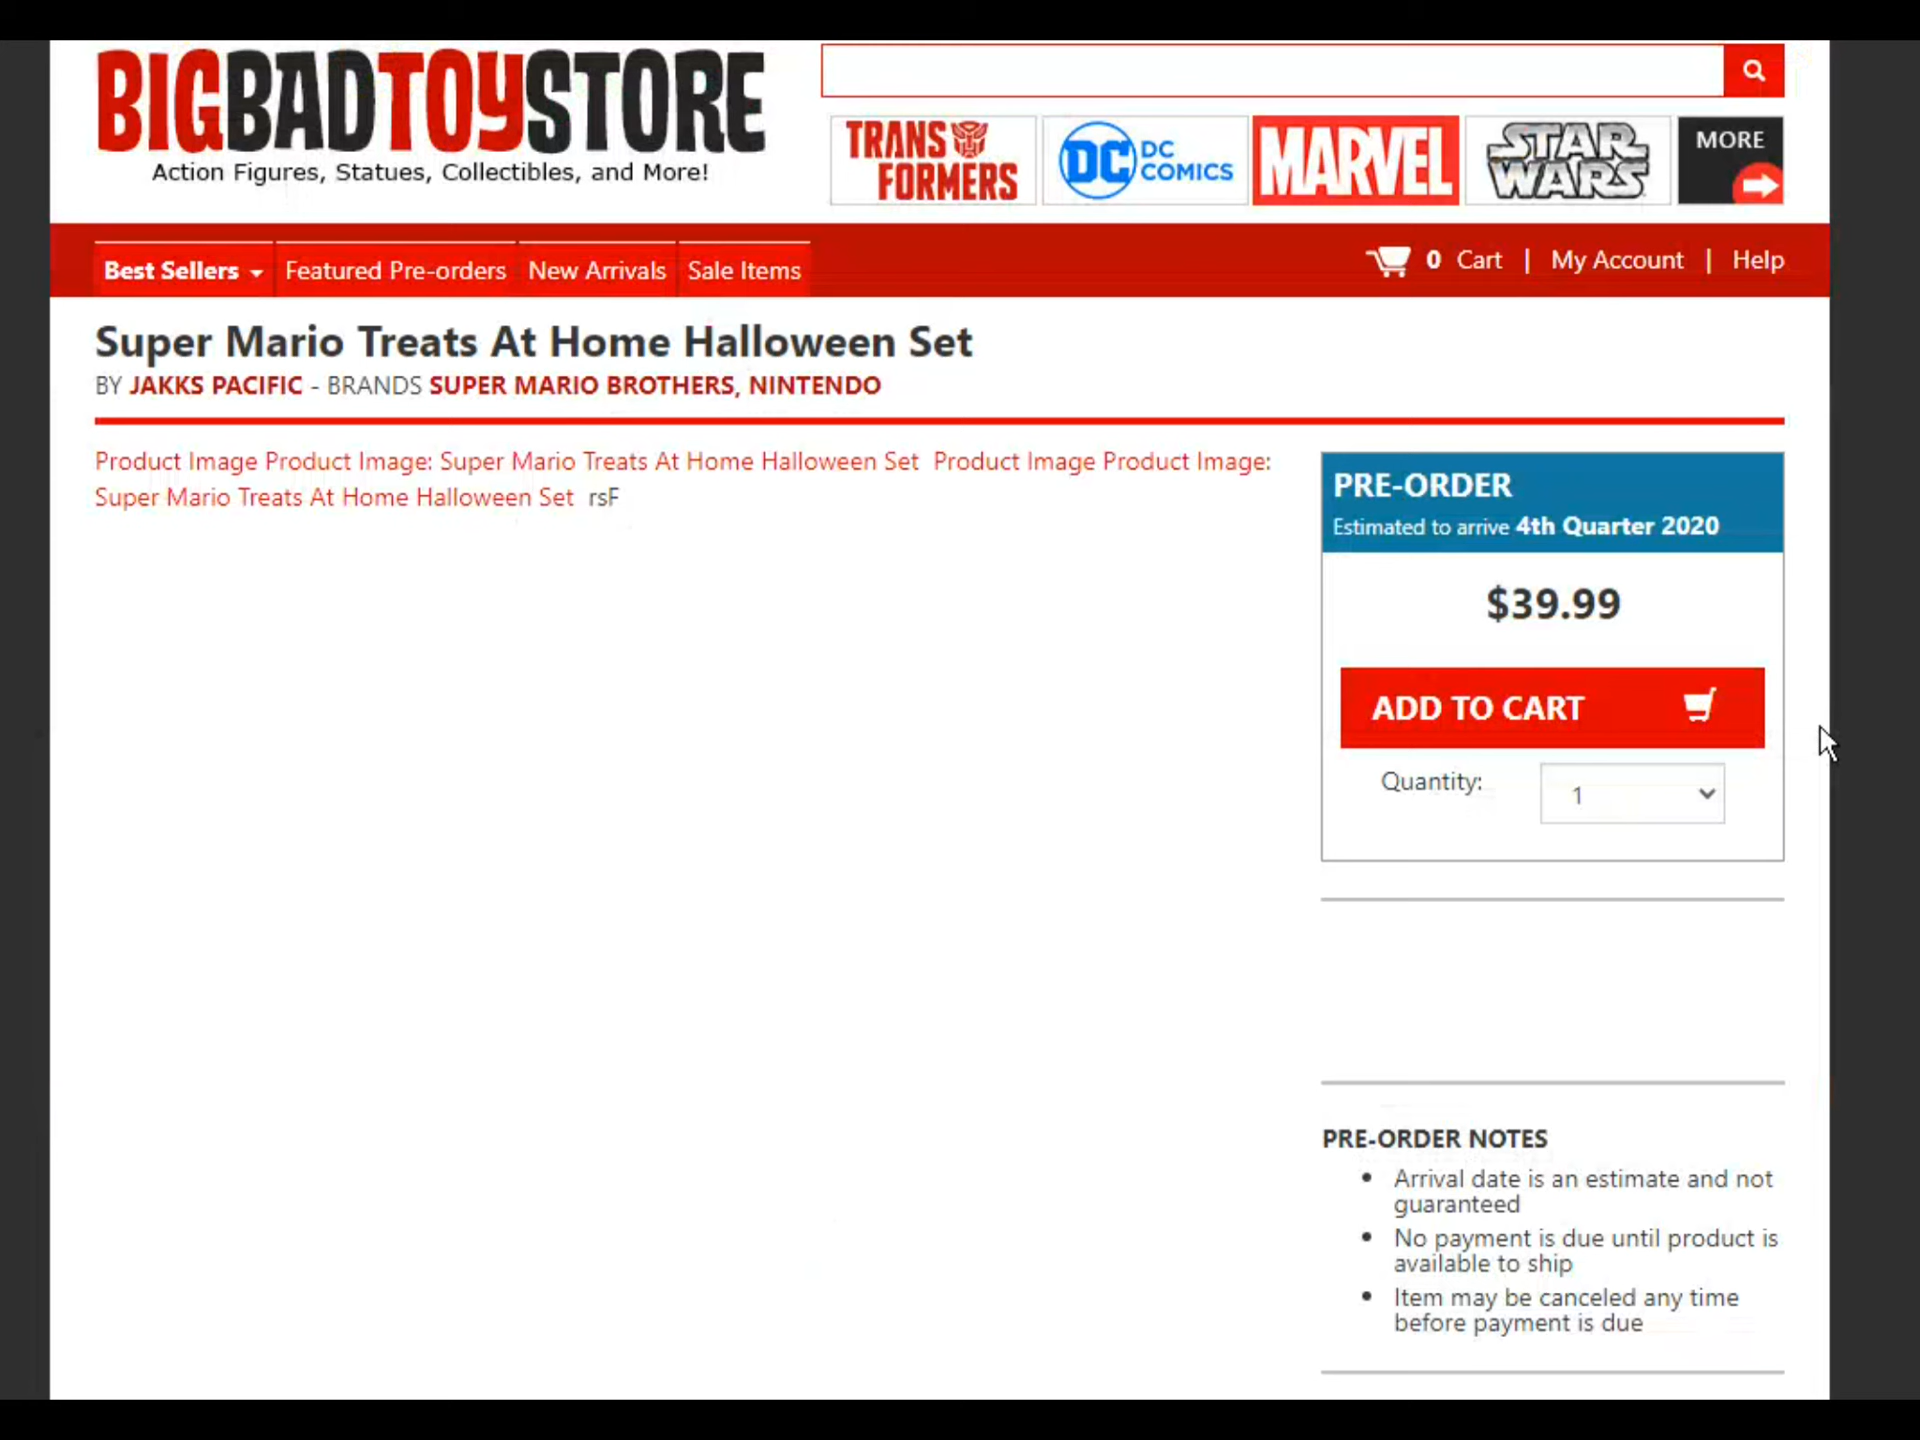 BIGBADTOYSTORE
Action Figures, Statues, Collectibles, and More!
TRANSFORMERS
DC
DC COMICS
MARVEL
STAR WARS
MORE
Best Sellers
Featured Pre-orders
New Arrivals
Sale Items
0 Cart | My Account | Help
Super Mario Treats At Home Halloween Set
BY JAKKS PACIFIC - BRANDS SUPER MARIO BROTHERS, NINTENDO
Product Image Product Image: Super Mario Treats At Home Halloween Set Product Image Product Image:
Super Mario Treats At Home Halloween Set rsF
PRE-ORDER
Estimated to arrive 4th Quarter 2020
$39.99
ADD TO CART
Quantity: 1
PRE-ORDER NOTES
• Arrival date is an estimate and not
guaranteed
• No payment is due until product is
available to ship
• Item may be canceled any time
before payment is due